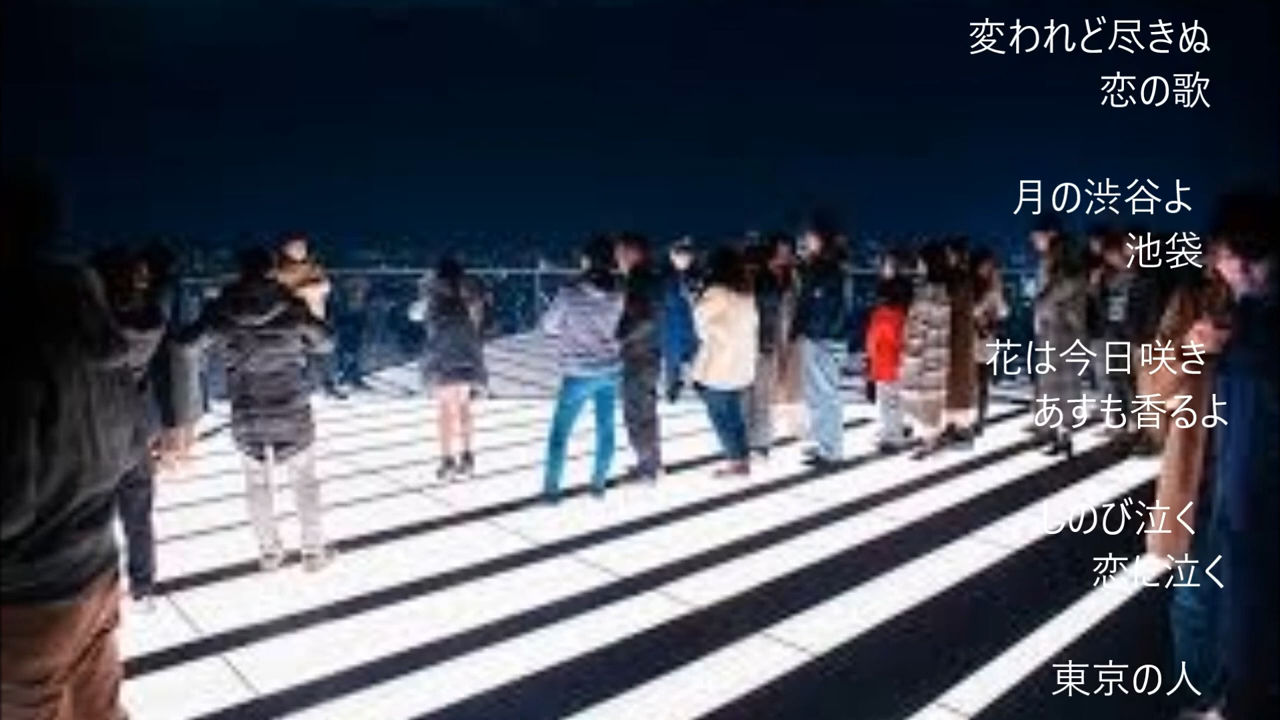 変われど尽きぬ
恋の歌
月の渋谷よ
池袋
花は今日咲き
あすも香るよ
しのび泣く
恋に泣く
東京の人